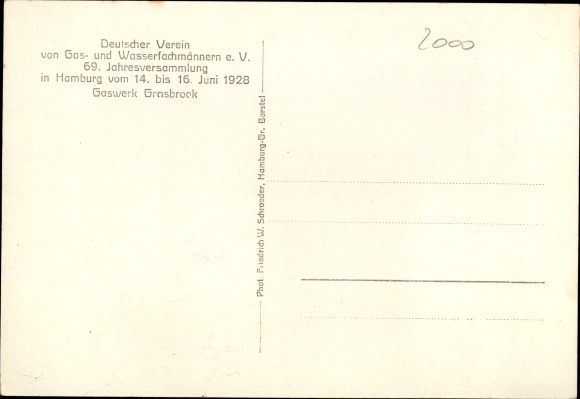 Deutscher Verein
von Gas- und Wasserfachmännern e. V.
69. Jahresversammlung
in Hamburg vom 14. bis 16. Juni 1928
Gaswerk Grasbrook
2000
Phot. Friedrich W. Schroeder, Hamburg-Gr. Borstel